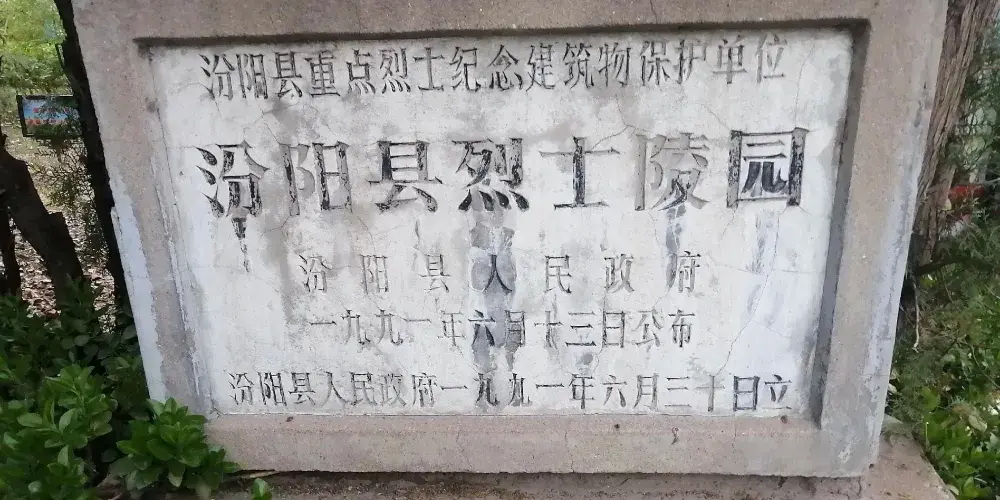 汾阳县重点烈士纪念建筑物保护单位
汾阳县烈士陵园
汾阳县人民政府
一九九一年六月十三日公布
汾阳县人民政府一九九一年六月三十日立